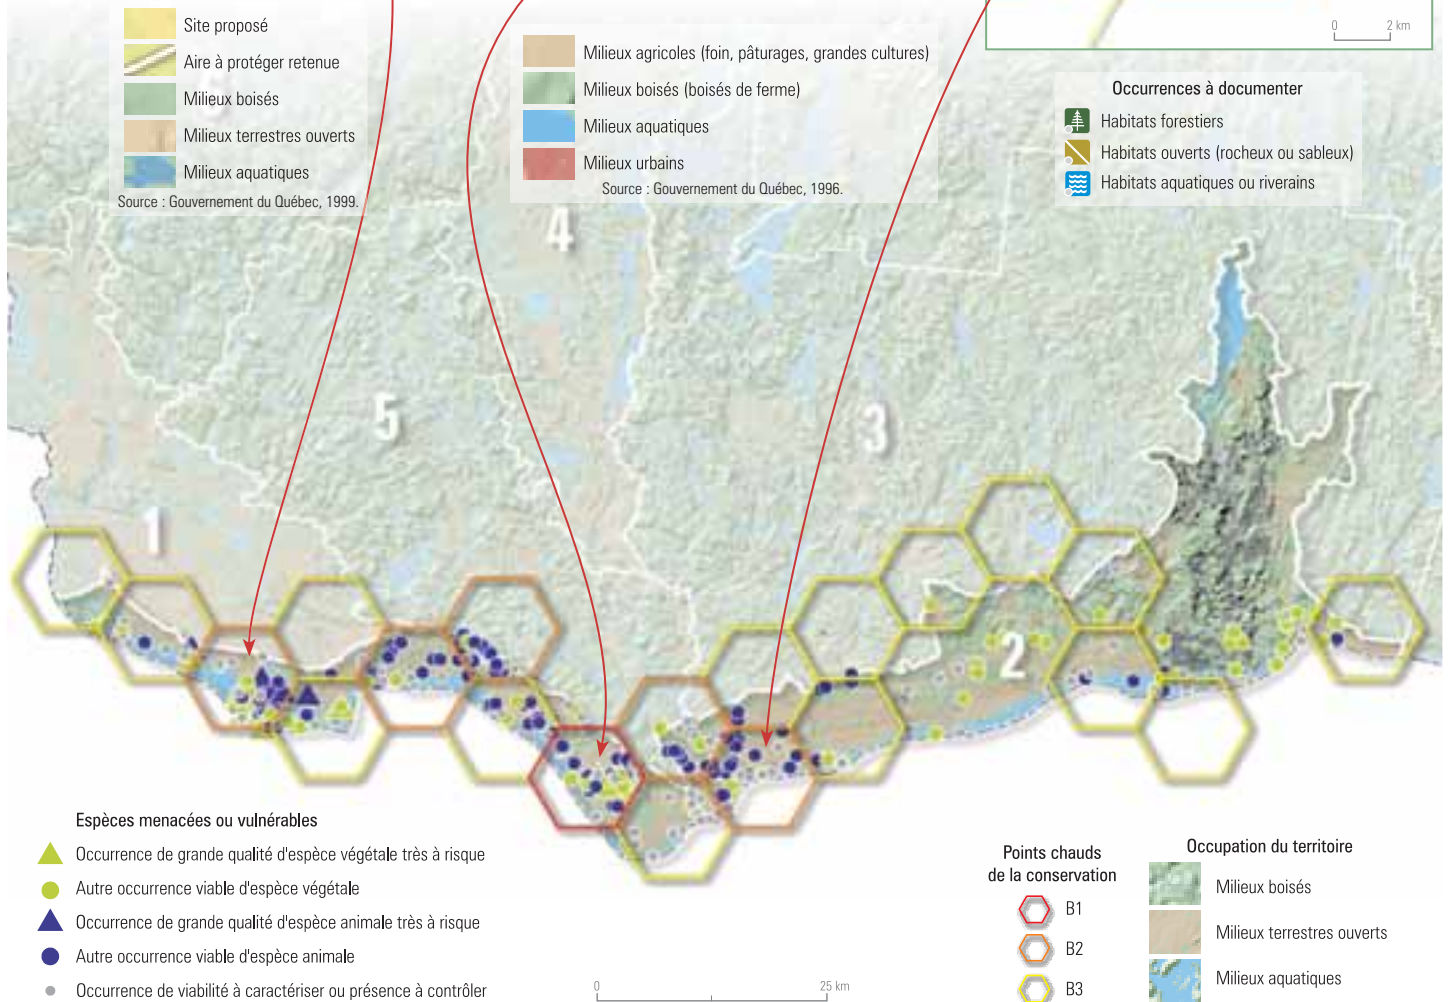 Site proposé
Aire à protéger retenue
Milieux boisés
Milieux terrestres ouverts
Milieux aquatiques
Source : Gouvernement du Québec, 1999.
Milieux agricoles (foin, pâturages, grandes cultures)
Milieux boisés (boisés de ferme)
Milieux aquatiques
Milieux urbains
Source : Gouvernement du Québec, 1996.
0 2 km
Occurrences à documenter
Habitats forestiers
Habitats ouverts (rocheux ou sableux)
Habitats aquatiques ou riverains
4
5
3
1
2
Espèces menacées ou vulnérables
Occurrence de grande qualité d'espèce végétale très à risque
Autre occurrence viable d'espèce végétale
Occurrence de grande qualité d'espèce animale très à risque
Autre occurrence viable d'espèce animale
Occurrence de viabilité à caractériser ou présence à contrôler
0 25 km
Points chauds
de la conservation
B1
B2
B3
Occupation du territoire
Milieux boisés
Milieux terrestres ouverts
Milieux aquatiques